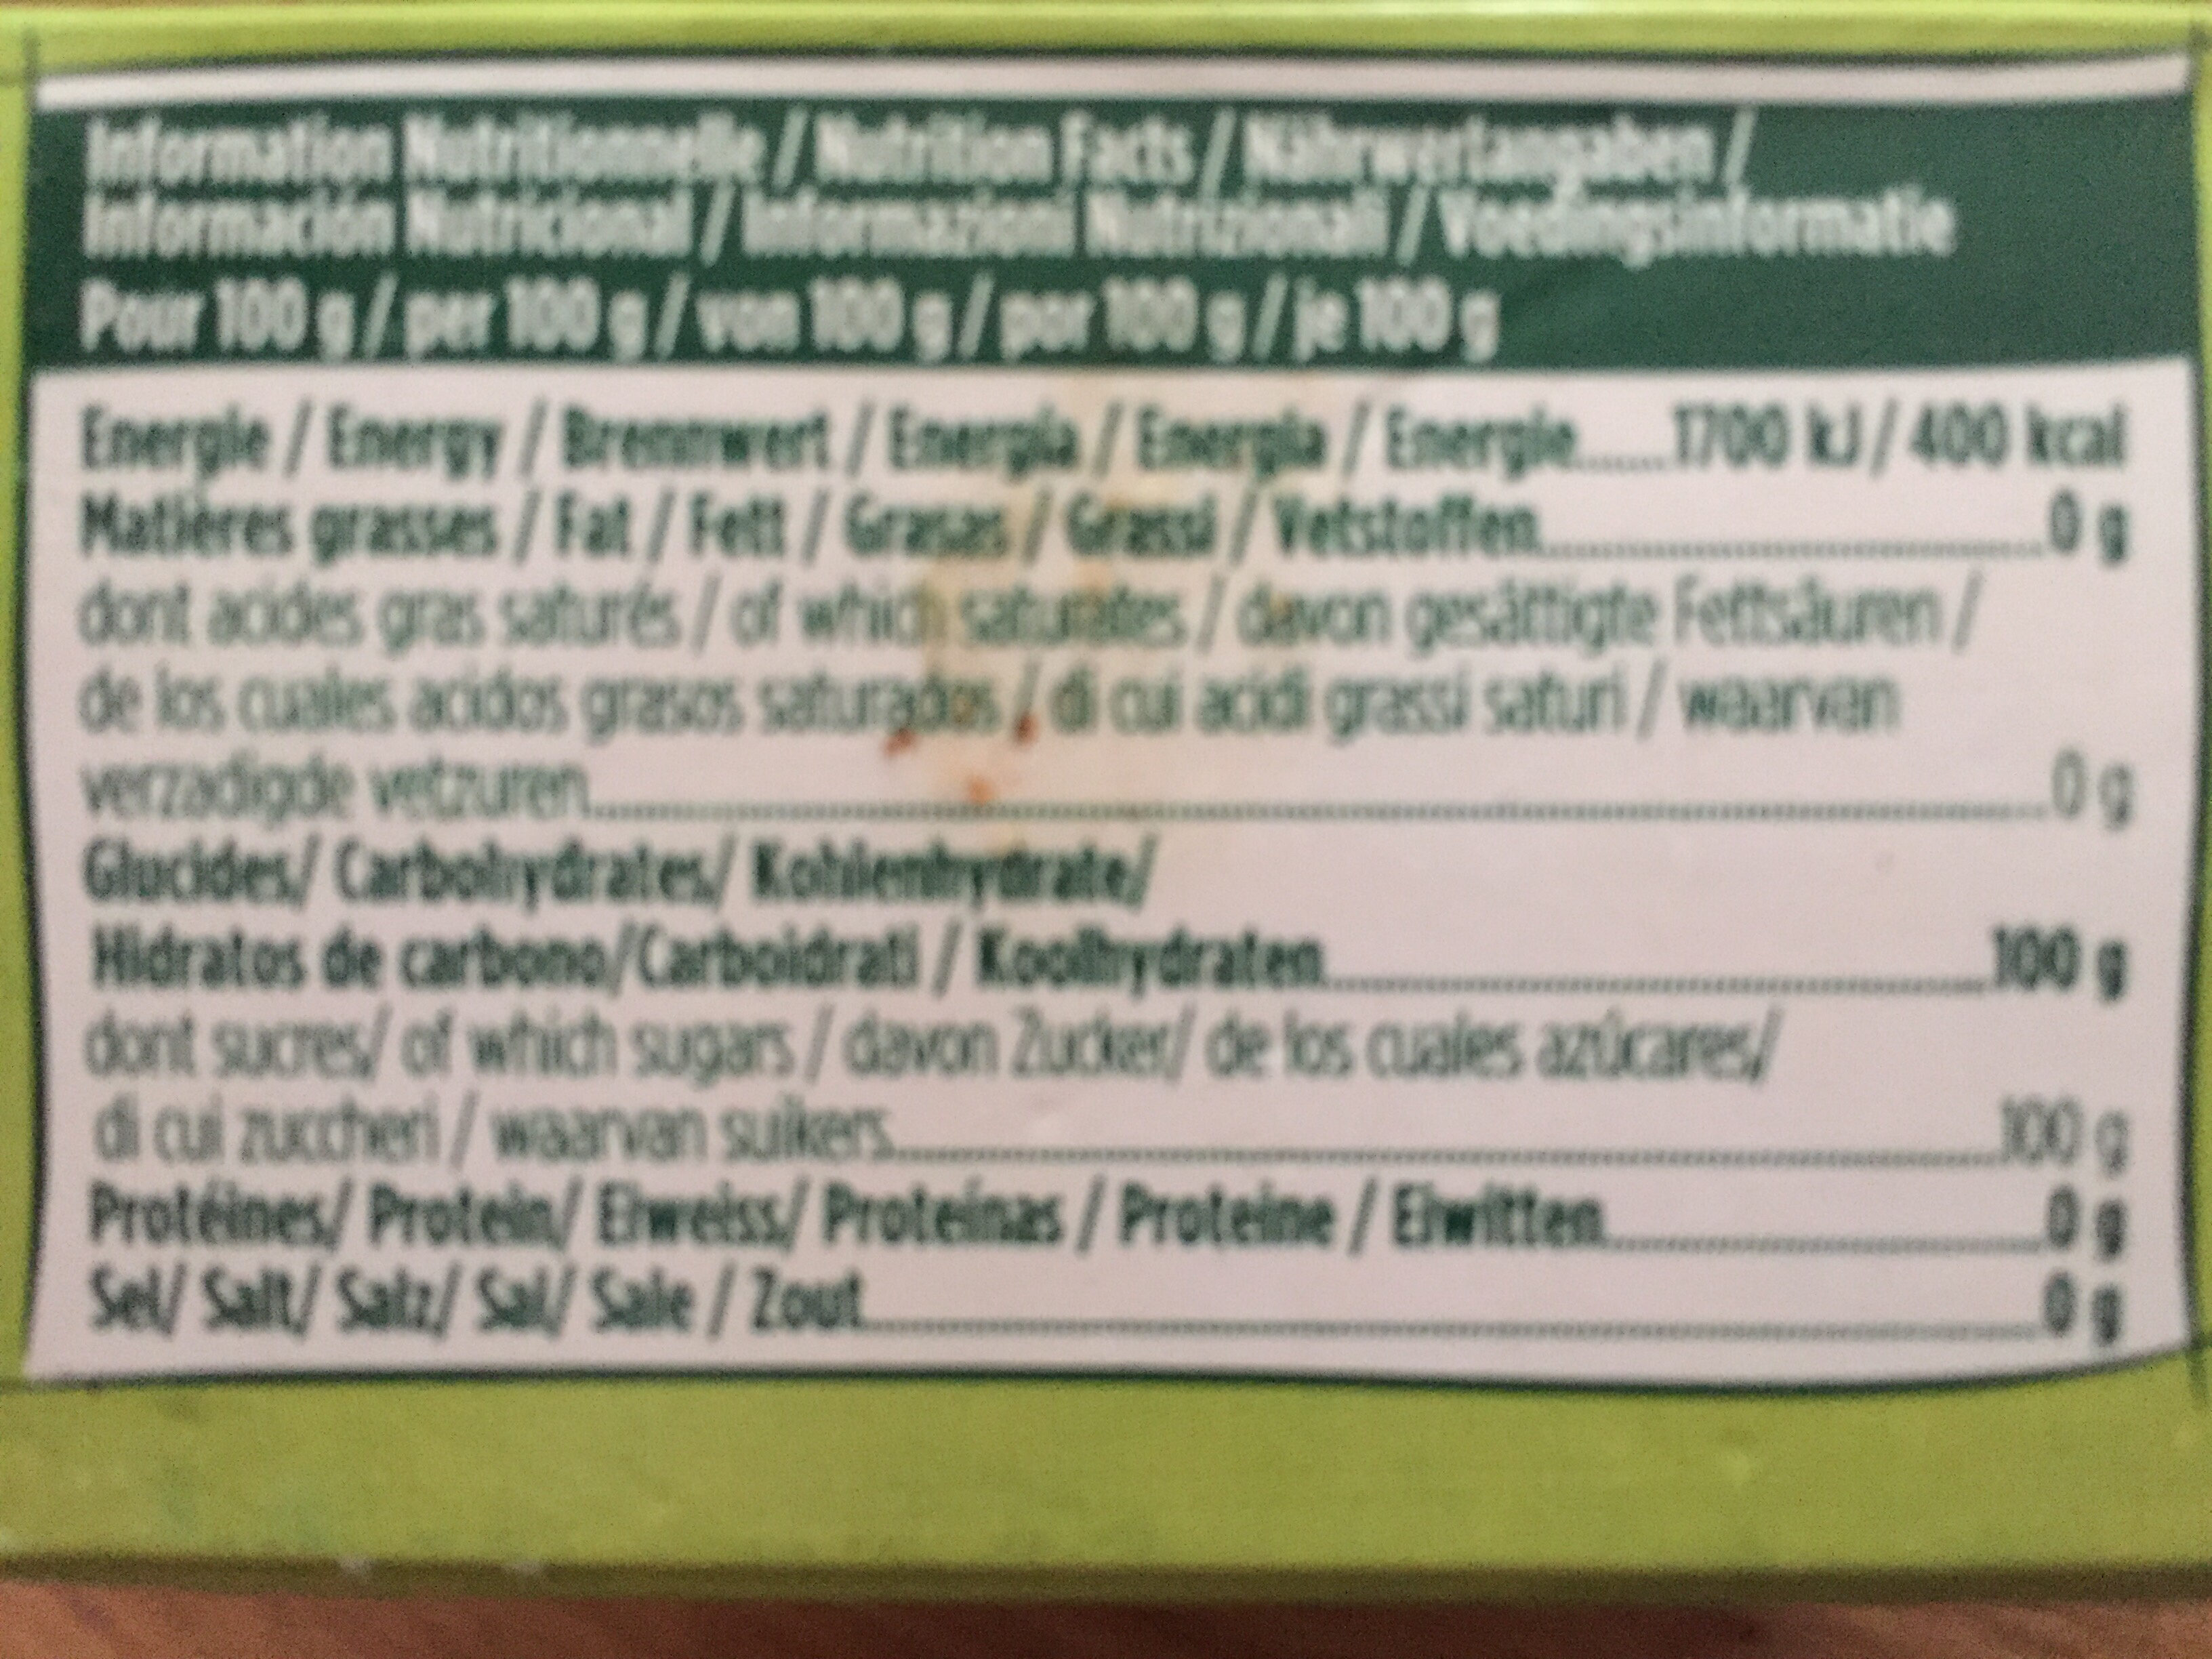 Information Nutritionnelle / Nutrition Facts / Nährwertangaben /
Información Nutricional / Informazioni Nutrizionali / Voedingsinformatie
Pour 100 g / per 100 g / von 100 g / por 100 g / je 100 g
Energie / Energy / Brennwert / Energía / Energia / Energie......1700 kJ / 400 kcal
Matières grasses / Fat / Fett / Grasas / Grassi / Vetstoffen......0 g
dont acides gras saturés / of which saturates / davon gesättigte Fettsäuren /
de los cuales acidos grasos saturados / di cui acidi grassi saturi / waarvan
verzadigde vetzuren......0 g
Glucides/ Carbohydrates/ Kohlenhydrate/
Hidratos de carbono/Carboidrati / Koolhydraten......100 g
dont sucres/ of which sugars / davon Zucker/ de los cuales azúcares/
di cui zuccheri / waarvan suikers......100 g
Protéines/ Protein/ Eiweiss/ Proteínas / Proteine / Eiwitten......0 g
Sel/ Salt/ Salz/ Sal/ Sale / Zout......0 g